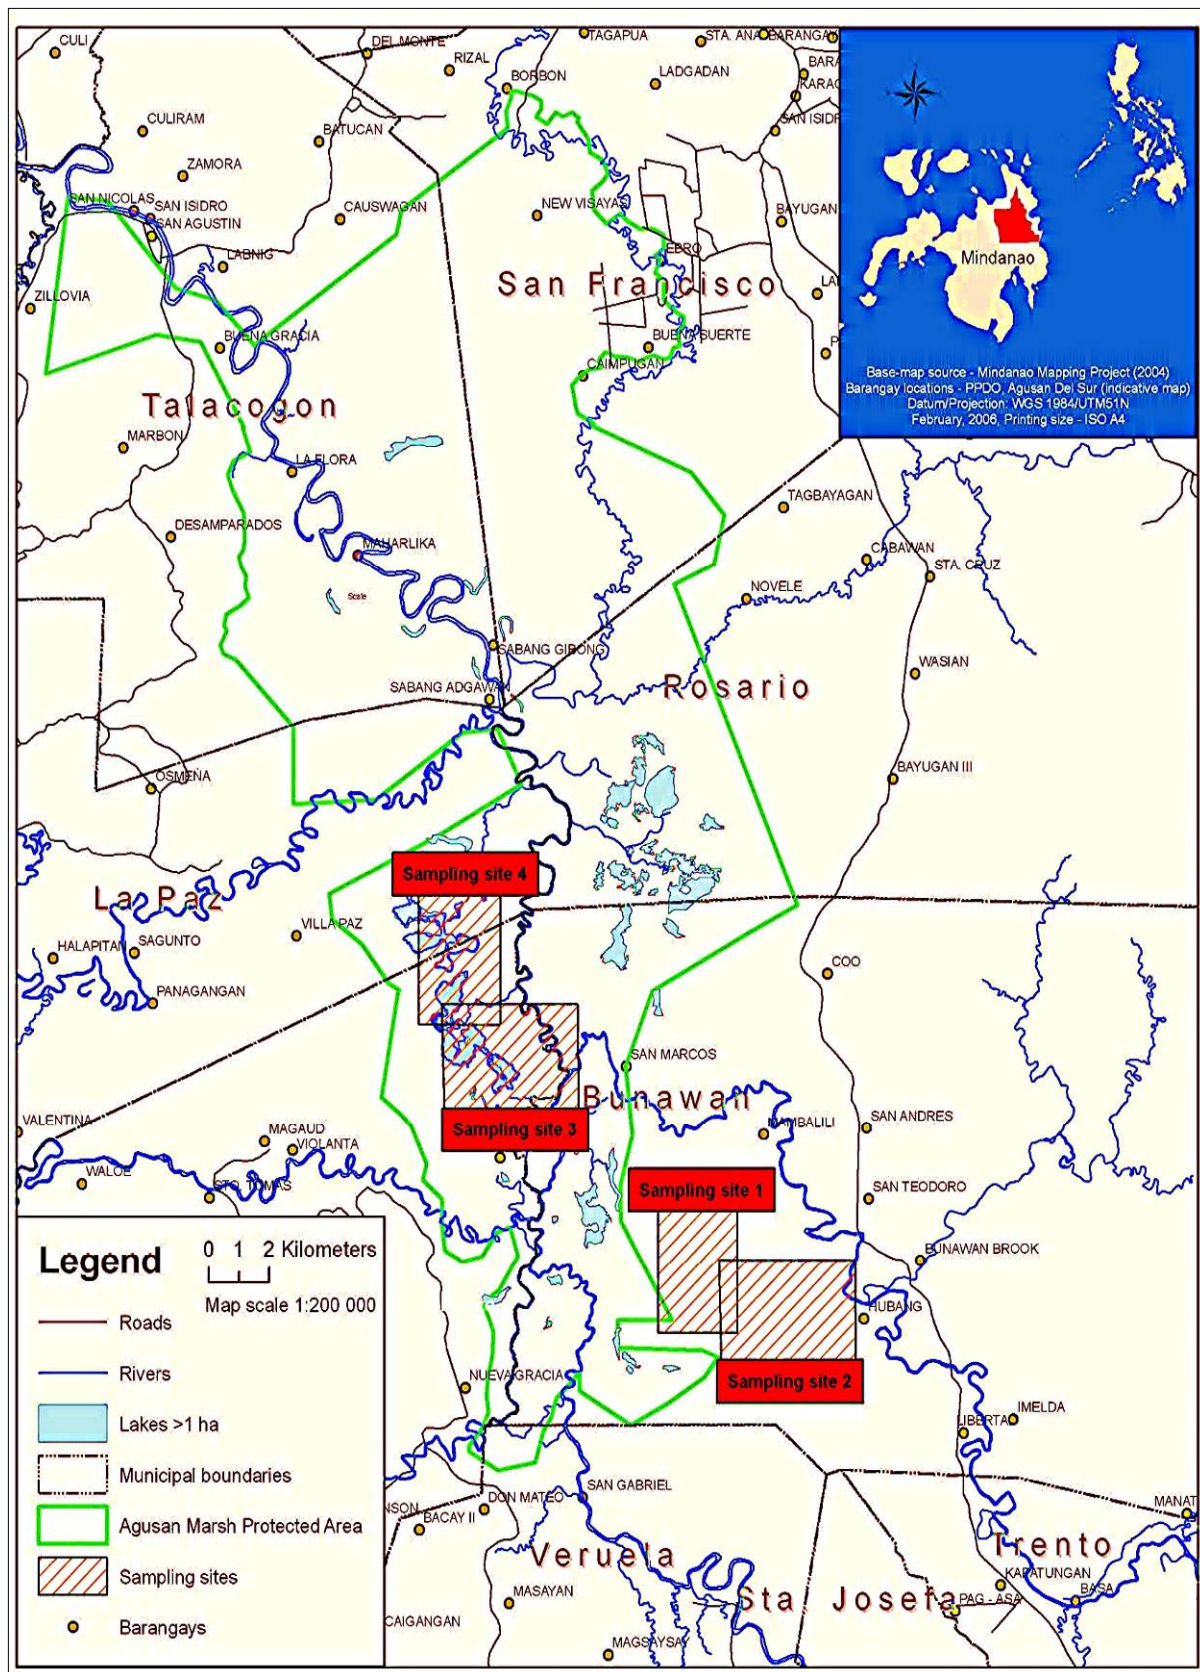 CULI
DEL MONTE
RIZAL
TAGAPUA
STA. ANA
BARANGAY
BORBON
LADGADAN
BARA
KARAC
CULIRAM
BATUCAN
SAN ISIDR
ZAMORA
SAN NICOLAS
SAN ISIDRO
SAN AGUSTIN
CAUSWAGAN
NEW VISAYAS
BAYUGAN
LABNIG
EBRO
San Francisco
LA
ZILLOVIA
BUENA GRACIA
BUENA SUERTE
P
CAIMPUGAN
Mindanao
Base-map source - Mindanao Mapping Project (2004)
Barangay locations - PPDO, Agusan Del Sur (indicative map)
Datum/Projection: WGS 1984/UTM51N
February, 2006, Printing size - ISO A4
Talacogon
MARBON
LA FLORA
TAGBAYAGAN
DESAMPARADOS
MAHARLIKA
CABAWAN
STA. CRUZ
Scale
NOVELE
SABANG GIBONG
WASIAN
SABANG ADGAWAN
Rosario
OSMEÑA
BAYUGAN III
Sampling site 4
La Paz
VILLA PAZ
HALAPITAN
SAGUNTO
COO
PANAGANGAN
SAN MARCOS
Bunawan
VALENTINA
MAGAUD
VIOLANTA
Sampling site 3
MAMBALILI
SAN ANDRES
WALOE
STO. TOMAS
Sampling site 1
SAN TEODORO
BUNAWAN BROOK
HUBANG
Sampling site 2
NUEVA GRACIA
IMELDA
LIBERTA
SAN GABRIEL
DON MATEO
NSON
BACAY II
MANAT
Veruela
Trento
KAPATUNGAN
BASA
MASAYAN
Sta. Josefa
PAG - ASA
CAIGANGAN
MAGSAYSAY
Legend
0 1 2 Kilometers
Map scale 1:200 000
Roads
Rivers
Lakes >1 ha
Municipal boundaries
Agusan Marsh Protected Area
Sampling sites
Barangays